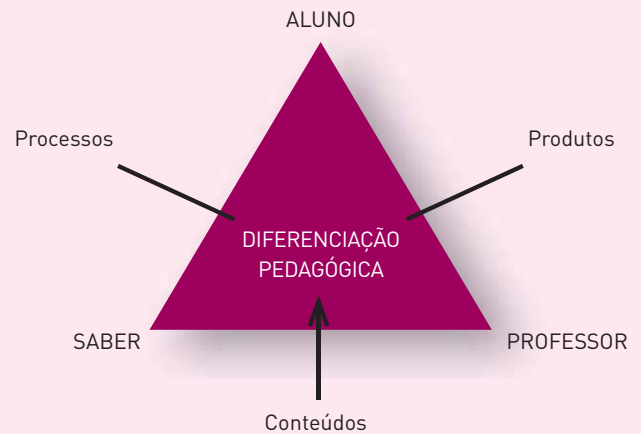 ALUNO
Processos
Produtos
DIFERENCIAÇÃO
PEDAGÓGICA
SABER
PROFESSOR
Conteúdos